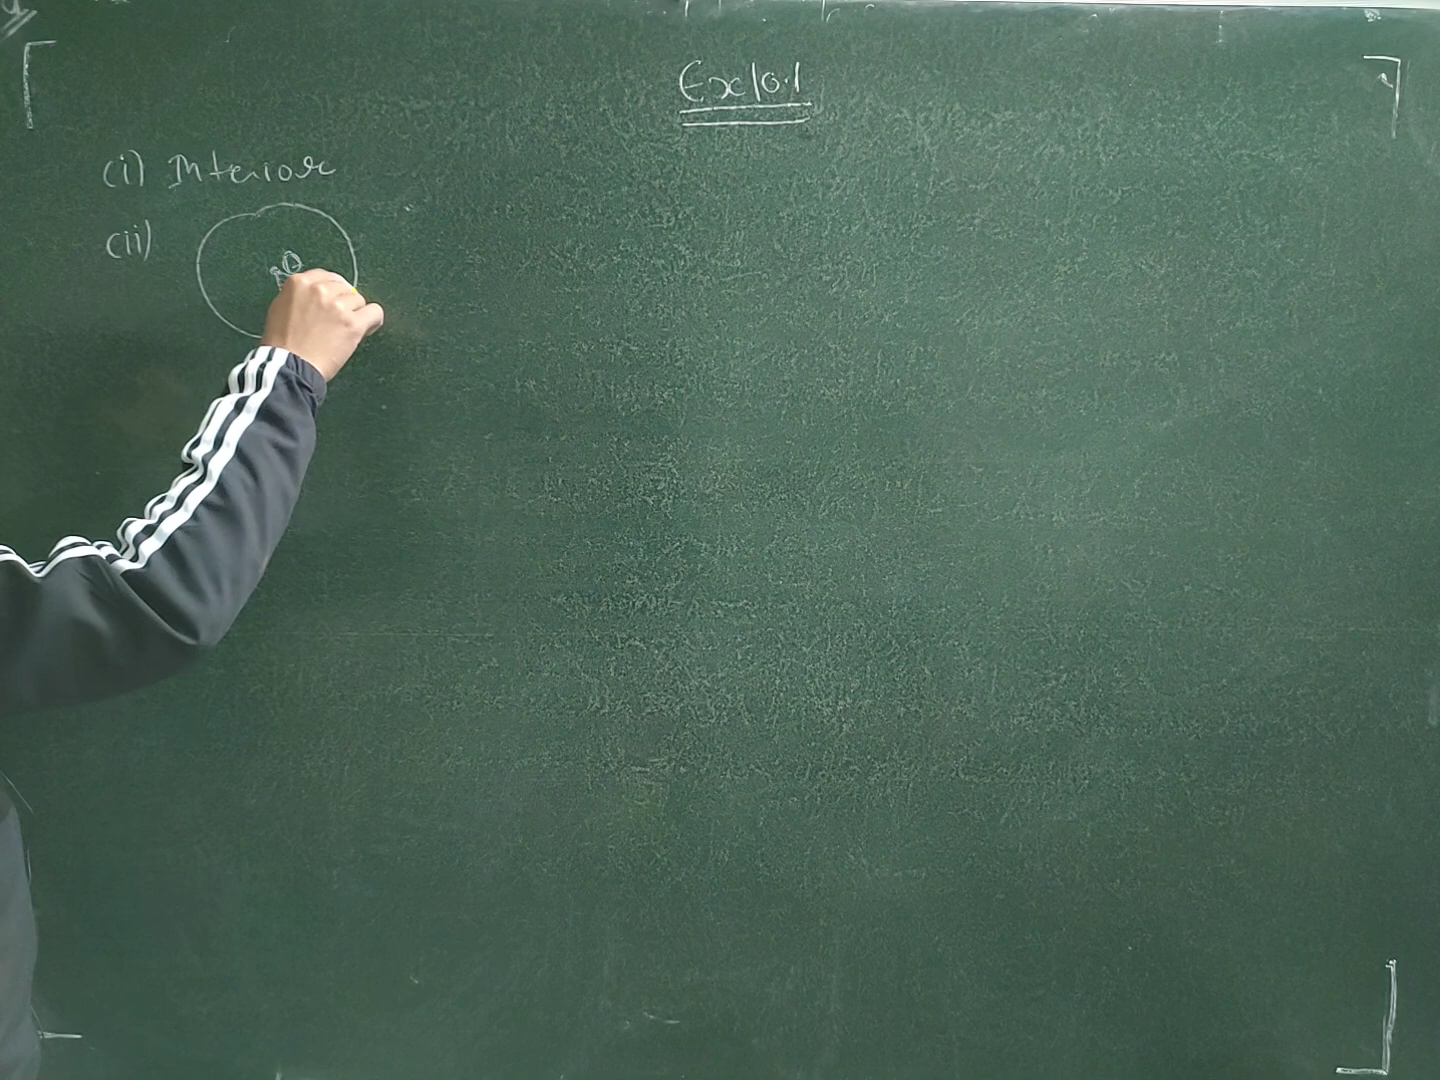 Ex 10.1
(i) Interior
(ii)
O